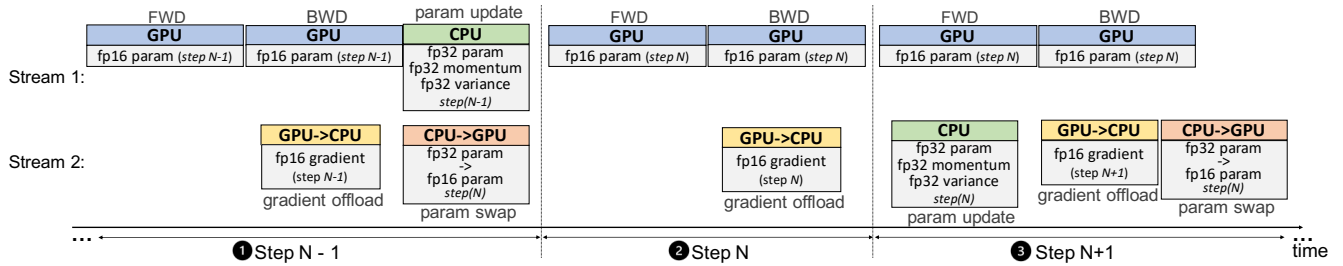 FWD BWD param update FWD BWD FWD BWD
GPU GPU CPU GPU GPU GPU GPU
Stream 1:
fp16 param (step N-1)
fp16 param (step N-1)
fp32 param
fp32 momentum
fp32 variance
step(N-1)
fp16 param (step N)
fp16 param (step N)
fp16 param (step N)
fp16 param (step N)
Stream 2:
GPU->CPU
fp16 gradient
(step N-1)
gradient offload
CPU->GPU
fp32 param
->
fp16 param
step(N)
param swap
GPU->CPU
fp16 gradient
(step N)
gradient offload
CPU
fp32 param
fp32 momentum
fp32 variance
step(N)
param update
GPU->CPU
fp16 gradient
(step N+1)
gradient offload
CPU->GPU
fp32 param
->
fp16 param
step(N)
param swap
... ❶ Step N - 1 ❷ Step N ❸ Step N+1 ...
time